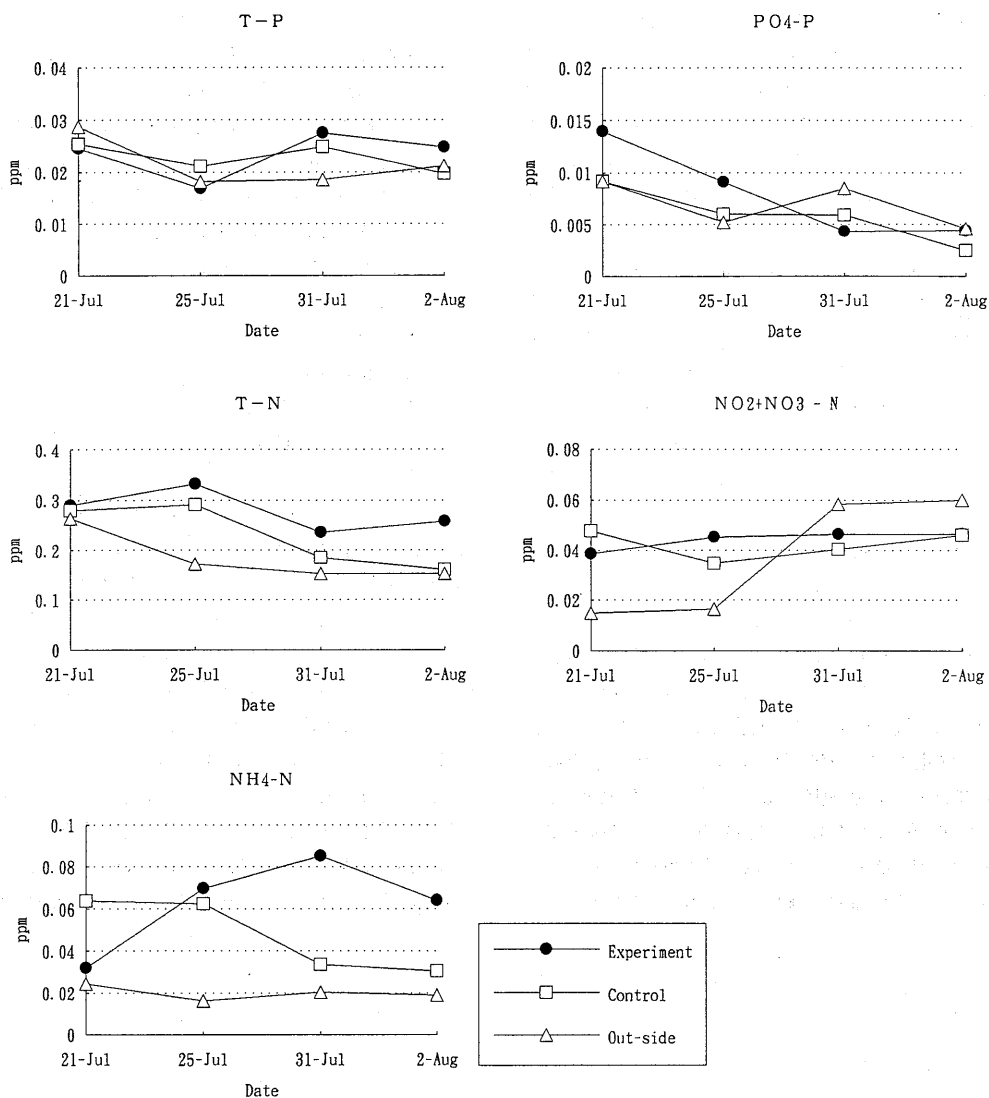 T-P
0.04
0.03
0.02
0.01
0
ppm
21-Jul 25-Jul 31-Jul 2-Aug
Date
PO4-P
0.02
0.015
0.01
0.005
0
ppm
21-Jul 25-Jul 31-Jul 2-Aug
Date
T-N
0.4
0.3
0.2
0.1
0
ppm
21-Jul 25-Jul 31-Jul 2-Aug
Date
NO2+NO3 - N
0.08
0.06
0.04
0.02
0
ppm
21-Jul 25-Jul 31-Jul 2-Aug
Date
NH4-N
0.1
0.08
0.06
0.04
0.02
0
ppm
21-Jul 25-Jul 31-Jul 2-Aug
Date
Experiment
Control
Out-side